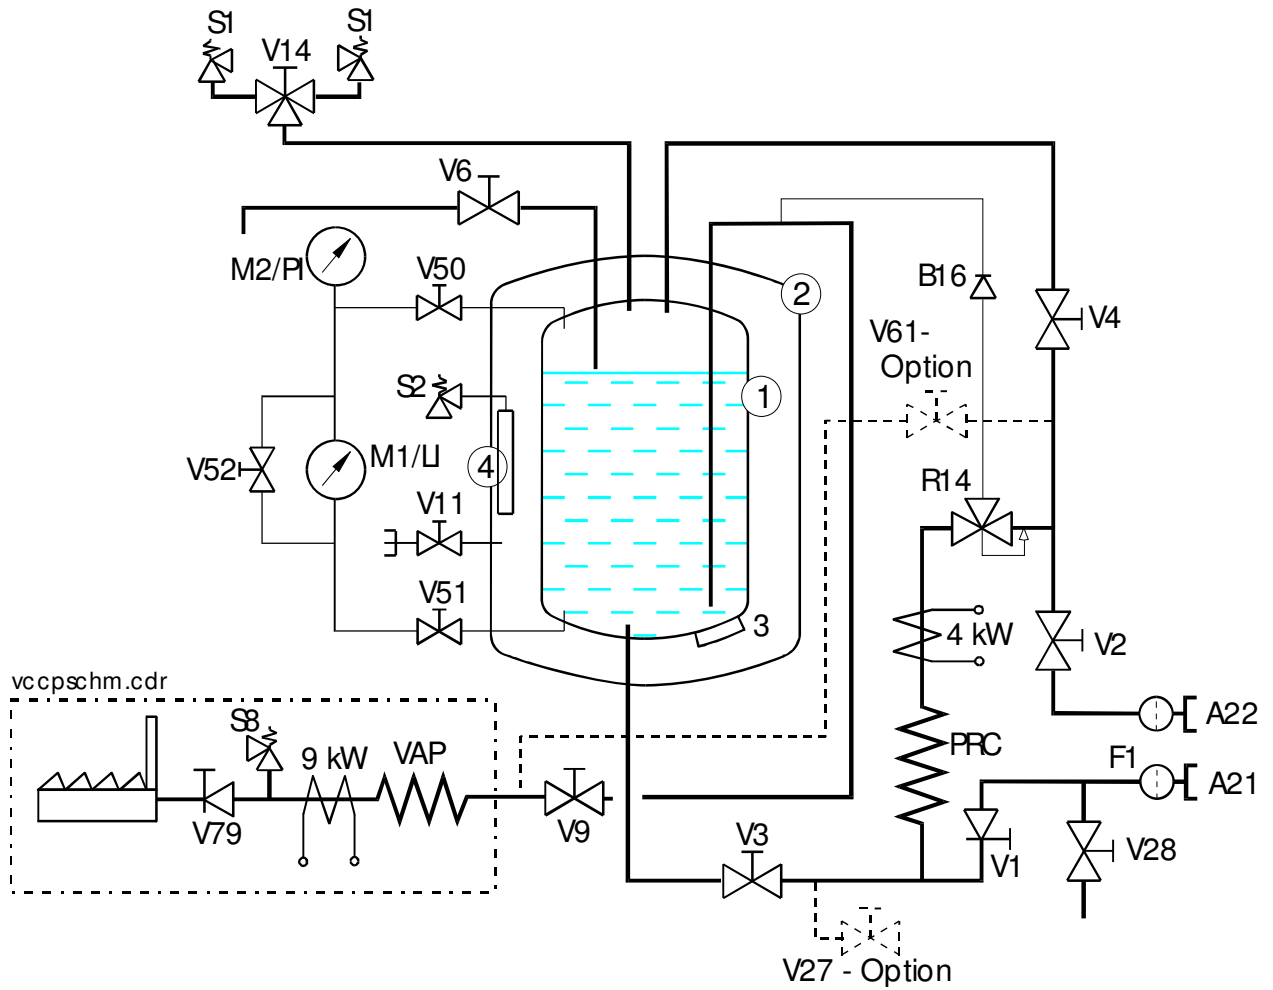 S1
S1
V14
V6
M2/PI
V50
2
B16
V4
V61-
Option
S2
1
M1/LI
V52
4
R14
V11
V51
3
4 kW
V2
vccpschm.cdr
S8
9 kW
VAP
PRC
A22
F1
A21
V79
V9
V3
V1
V28
V27 - Option